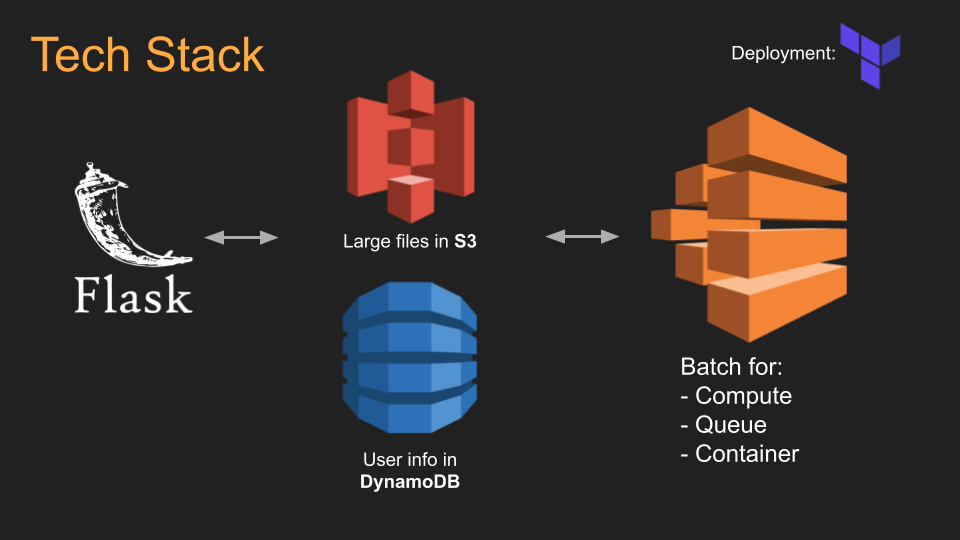 Tech Stack
Deployment:
Flask
Large files in S3
User info in
DynamoDB
Batch for:
- Compute
- Queue
- Container